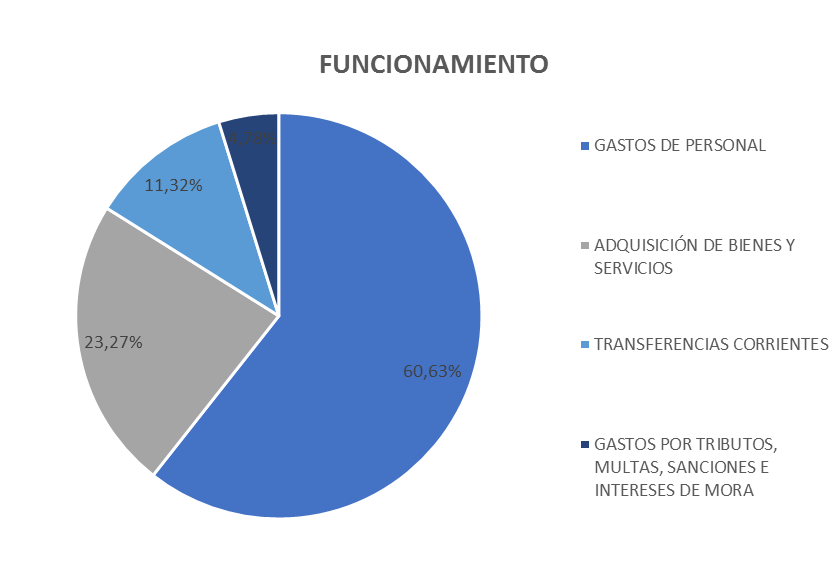 FUNCIONAMIENTO
GASTOS DE PERSONAL
ADQUISICIÓN DE BIENES Y
SERVICIOS
TRANSFERENCIAS CORRIENTES
GASTOS POR TRIBUTOS,
MULTAS, SANCIONES E
INTERESES DE MORA
11,32%
23,27%
60,63%